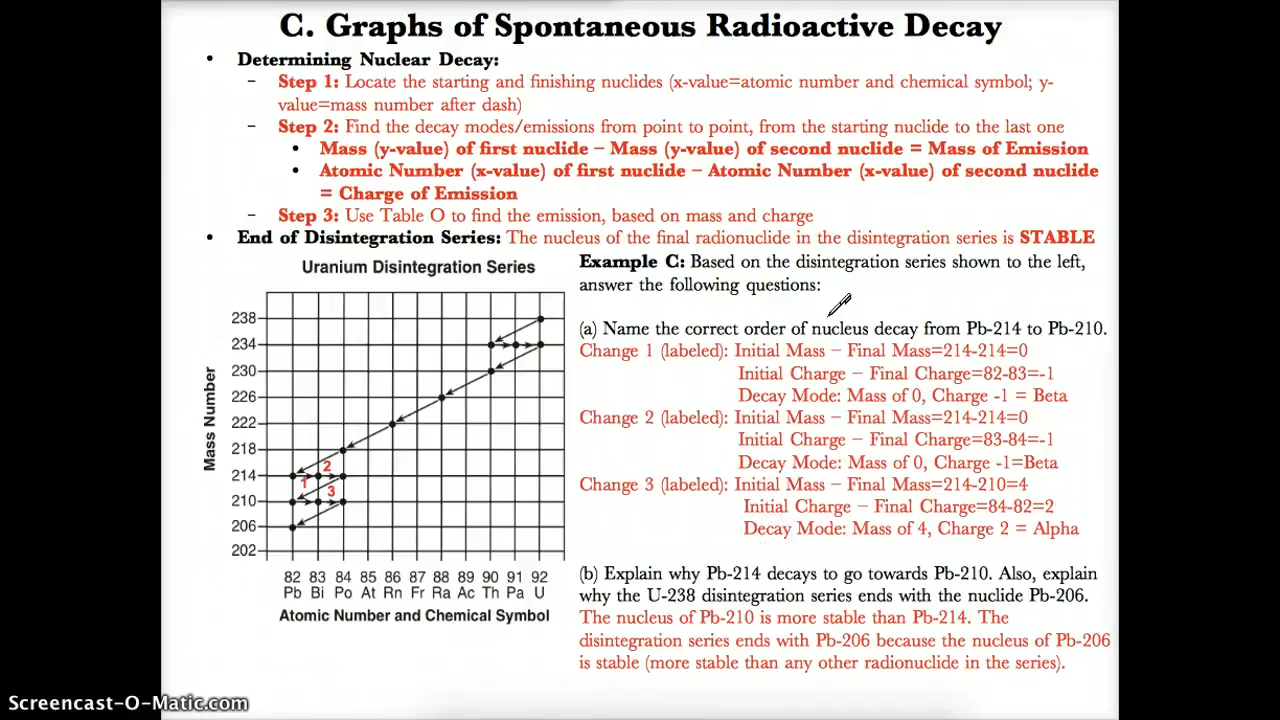 C. Graphs of Spontaneous Radioactive Decay
• Determining Nuclear Decay:
– Step 1: Locate the starting and finishing nuclides (x-value=atomic number and chemical symbol; y-
value=mass number after dash)
– Step 2: Find the decay modes/emissions from point to point, from the starting nuclide to the last one
• Mass (y-value) of first nuclide – Mass (y-value) of second nuclide = Mass of Emission
• Atomic Number (x-value) of first nuclide – Atomic Number (x-value) of second nuclide
= Charge of Emission
– Step 3: Use Table O to find the emission, based on mass and charge
• End of Disintegration Series: The nucleus of the final radionuclide in the disintegration series is STABLE
Uranium Disintegration Series
Mass Number
238
234
230
226
222
218
214
210
206
202
2
1
3
82 83 84 85 86 87 88 89 90 91 92
Pb Bi Po At Rn Fr Ra Ac Th Pa U
Atomic Number and Chemical Symbol
Example C: Based on the disintegration series shown to the left,
answer the following questions:
(a) Name the correct order of nucleus decay from Pb-214 to Pb-210.
Change 1 (labeled): Initial Mass – Final Mass=214-214=0
Initial Charge – Final Charge=82-83=-1
Decay Mode: Mass of 0, Charge -1 = Beta
Change 2 (labeled): Initial Mass – Final Mass=214-214=0
Initial Charge – Final Charge=83-84=-1
Decay Mode: Mass of 0, Charge -1=Beta
Change 3 (labeled): Initial Mass – Final Mass=214-210=4
Initial Charge – Final Charge=84-82=2
Decay Mode: Mass of 4, Charge 2 = Alpha
(b) Explain why Pb-214 decays to go towards Pb-210. Also, explain
why the U-238 disintegration series ends with the nuclide Pb-206.
The nucleus of Pb-210 is more stable than Pb-214. The
disintegration series ends with Pb-206 because the nucleus of Pb-206
is stable (more stable than any other radionuclide in the series).
Screencast-O-Matic.com